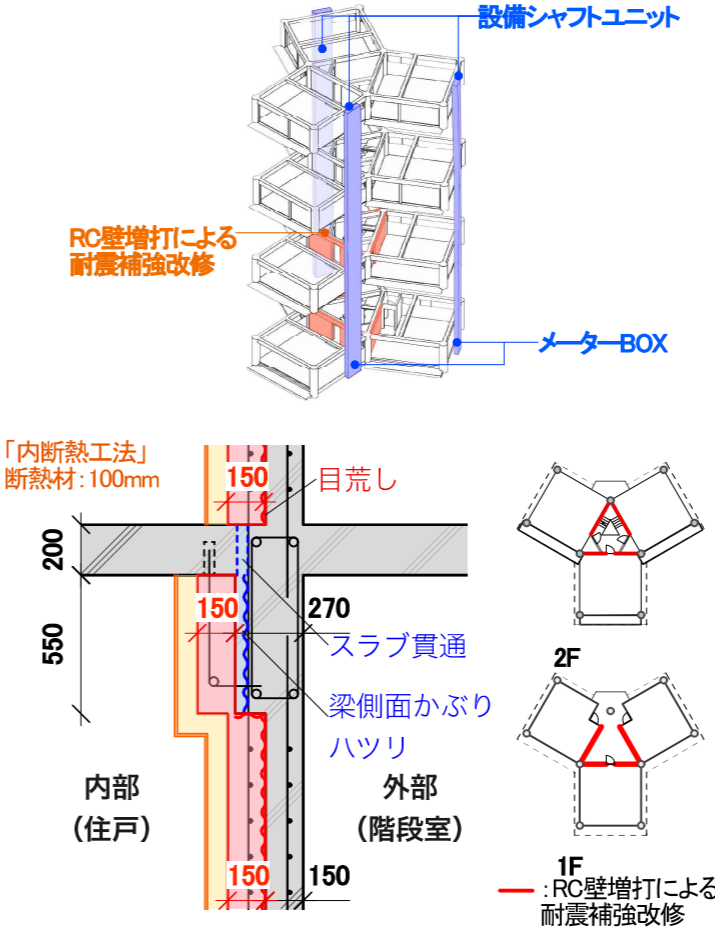 設備シャフトユニット
RC壁増打による
耐震補強改修
メーターBOX
「内断熱工法」
断熱材：100mm
150
目荒し
200
150
270
550
スラブ貫通
梁側面かぶり
ハツリ
内部
（住戸）
外部
（階段室）
150
150
2F
1F
：RC壁増打による
耐震補強改修